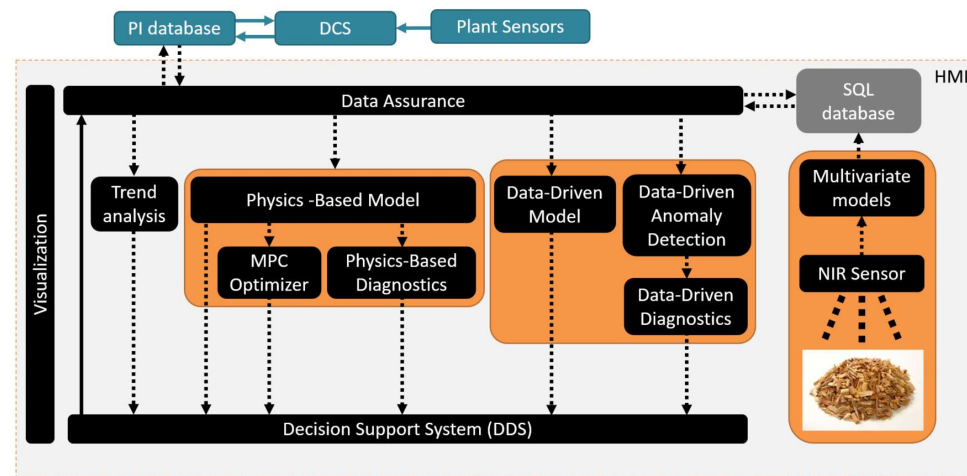 PI database
DCS
Plant Sensors
HMI
Data Assurance
SQL
database
Visualization
Trend
analysis
Physics -Based Model
MPC
Optimizer
Physics-Based
Diagnostics
Data-Driven
Model
Data-Driven
Anomaly
Detection
Data-Driven
Diagnostics
Multivariate
models
NIR Sensor
Decision Support System (DDS)